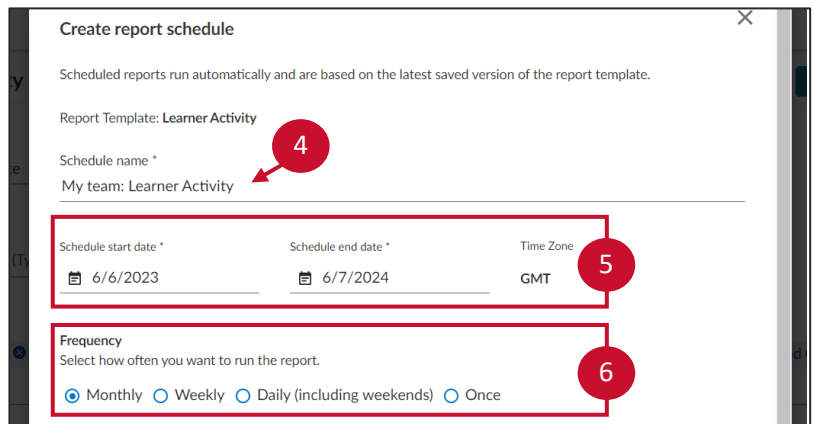 Create report schedule
Scheduled reports run automatically and are based on the latest saved version of the report template.
Report Template: Learner Activity
4
Schedule name *
My team: Learner Activity
Schedule start date *
Schedule end date *
Time Zone
6/6/2023
6/7/2024
GMT
5
Frequency
Select how often you want to run the report.
6
Monthly
Weekly
Daily (including weekends)
Once